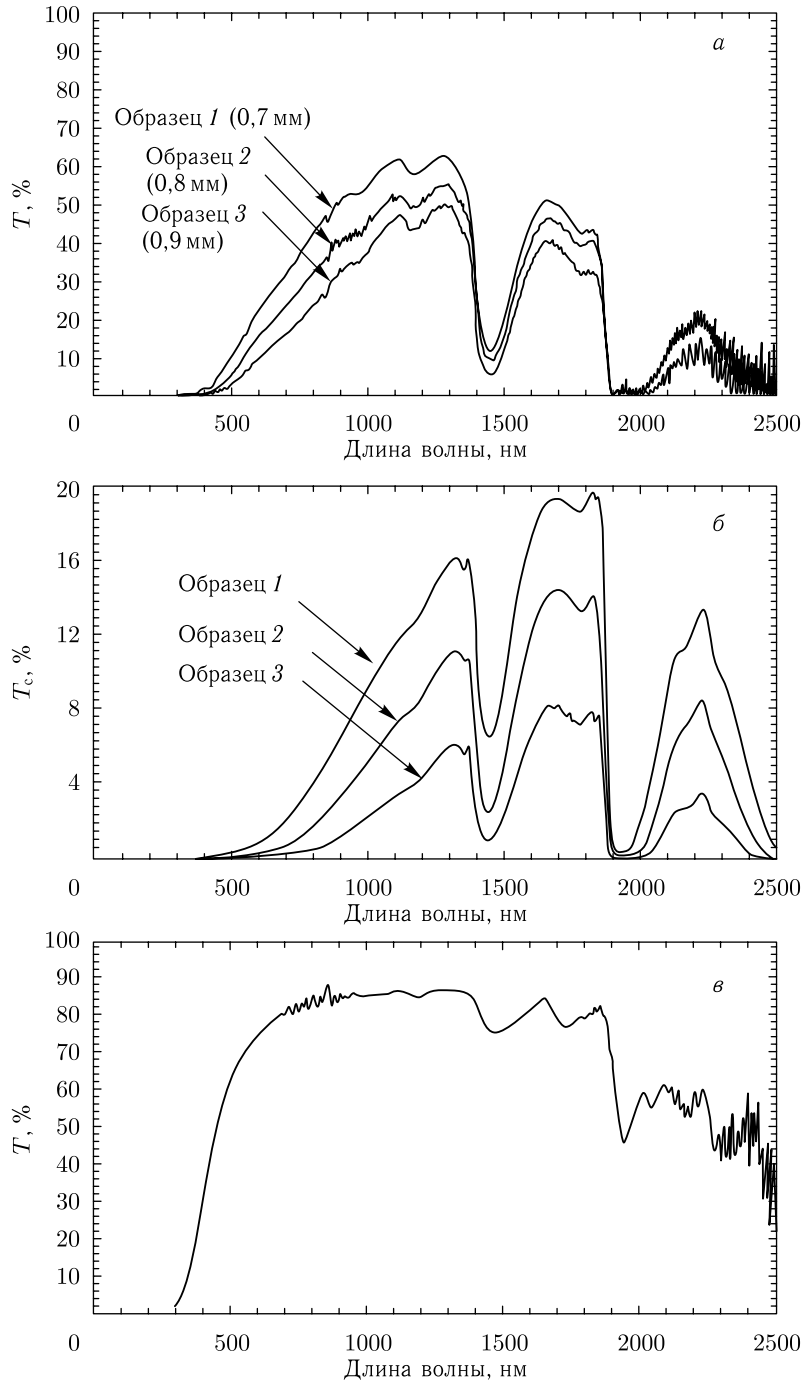 100
90
80
70
60
50
40
30
20
10
0
T, %
а
Образец 1 (0,7 мм)
Образец 2
(0,8 мм)
Образец 3
(0,9 мм)
500 1000 1500 2000 2500
Длина волны, нм
20
16
12
8
4
0
Tс, %
б
Образец 1
Образец 2
Образец 3
500 1000 1500 2000 2500
Длина волны, нм
100
90
80
70
60
50
40
30
20
10
0
T, %
в
500 1000 1500 2000 2500
Длина волны, нм